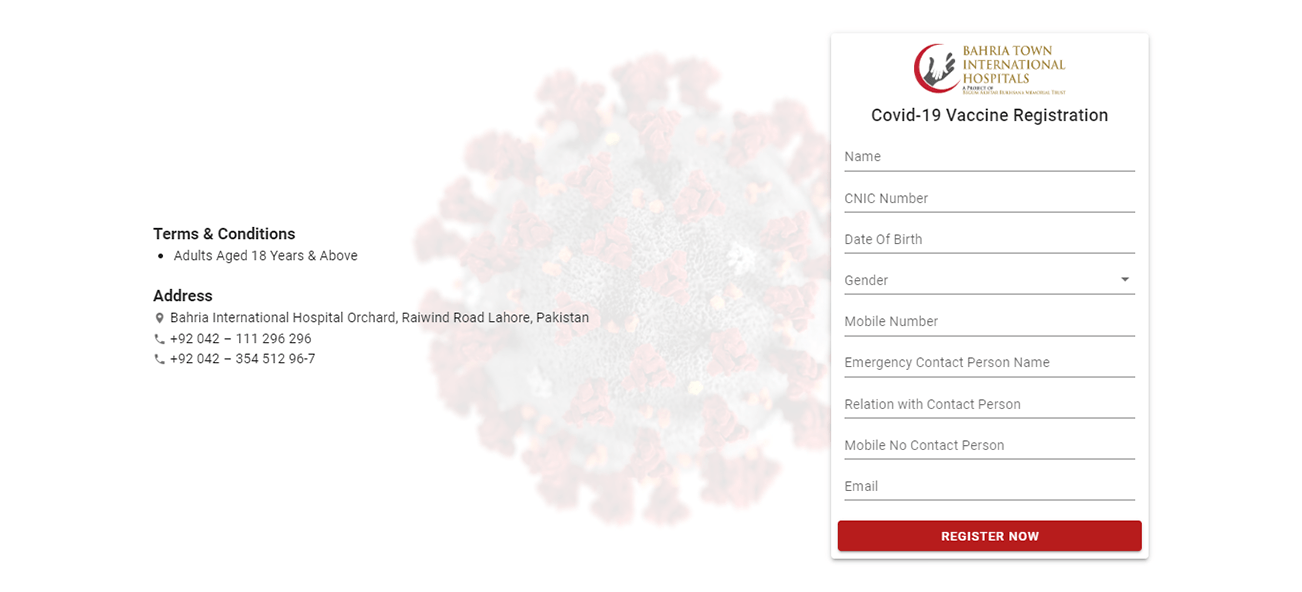 Terms & Conditions
• Adults Aged 18 Years & Above
Address
Bahria International Hospital Orchard, Raiwind Road Lahore, Pakistan
+92 042 – 111 296 296
+92 042 – 354 512 96-7
BAHRIA TOWN
INTERNATIONAL
HOSPITALS
A PROJECT OF
Covid-19 Vaccine Registration
Name
CNIC Number
Date Of Birth
Gender
Mobile Number
Emergency Contact Person Name
Relation with Contact Person
Mobile No Contact Person
Email
REGISTER NOW